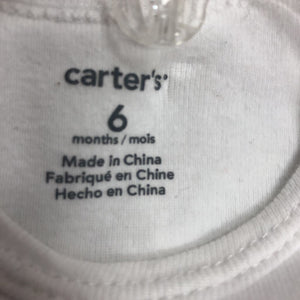 carter's®
6
months / mois
Made in China
Fabriqué en Chine
Hecho en China